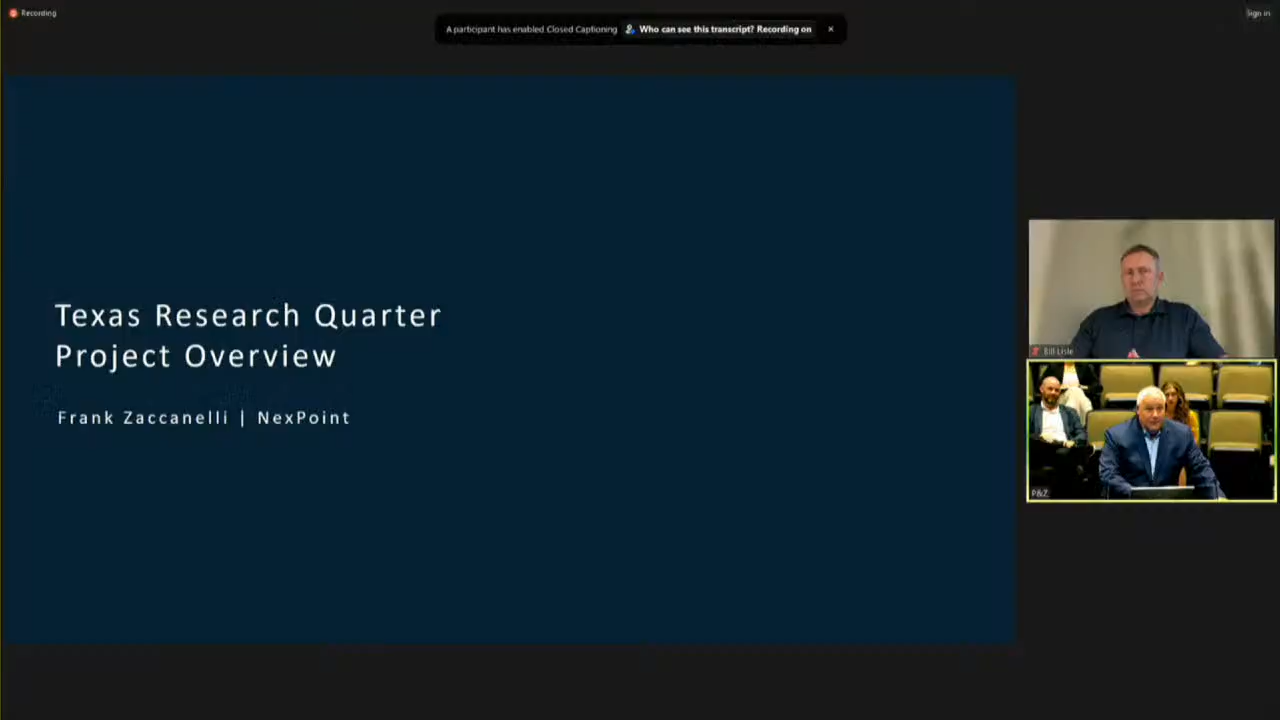 Recording
Sign in
A participant has enabled Closed Captioning
Who can see this transcript? Recording on
Texas Research Quarter
Project Overview
Frank Zaccanelli | NexPoint
Bill Lisle
P&Z